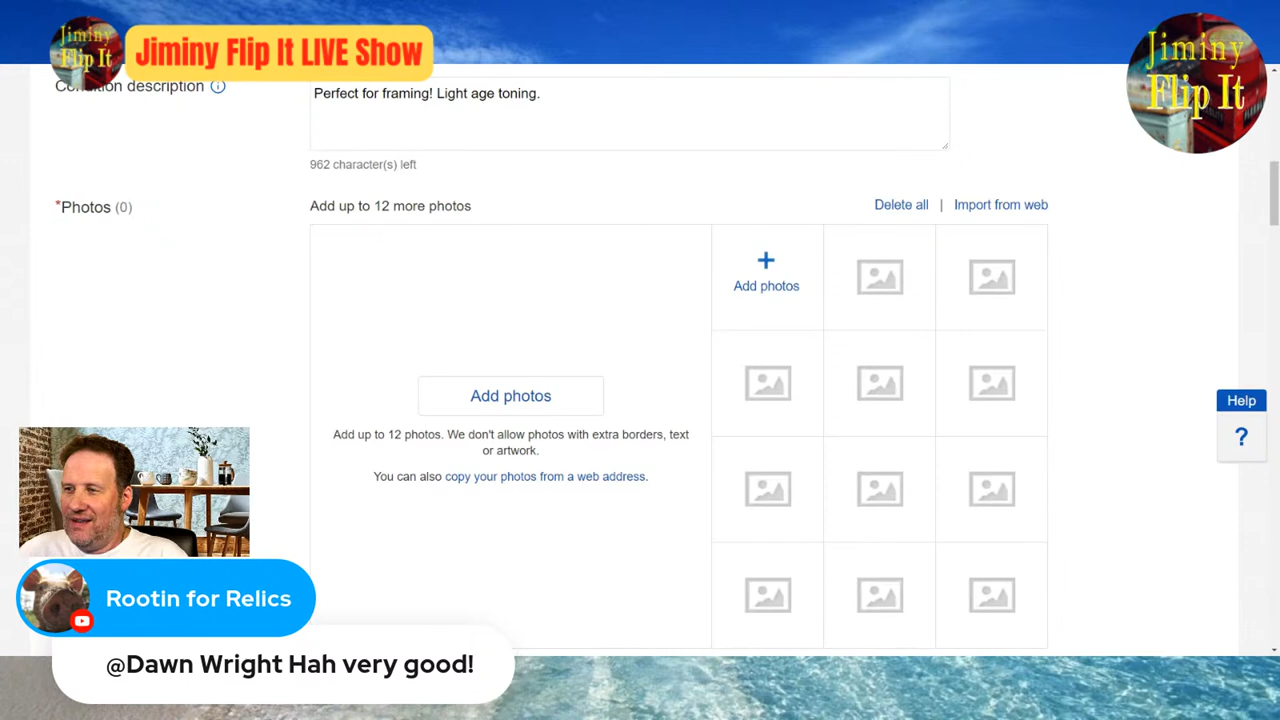 Jiminy
Flip It
Jiminy Flip It LIVE Show
Jiminy
Flip It
Condition description
Perfect for framing! Light age toning.
962 character(s) left
*Photos (0)
Add up to 12 more photos
Delete all | Import from web
+
Add photos
Add photos
Add up to 12 photos. We don't allow photos with extra borders, text
or artwork.
You can also copy your photos from a web address.
Help
?
Rootin for Relics
@Dawn Wright Hah very good!